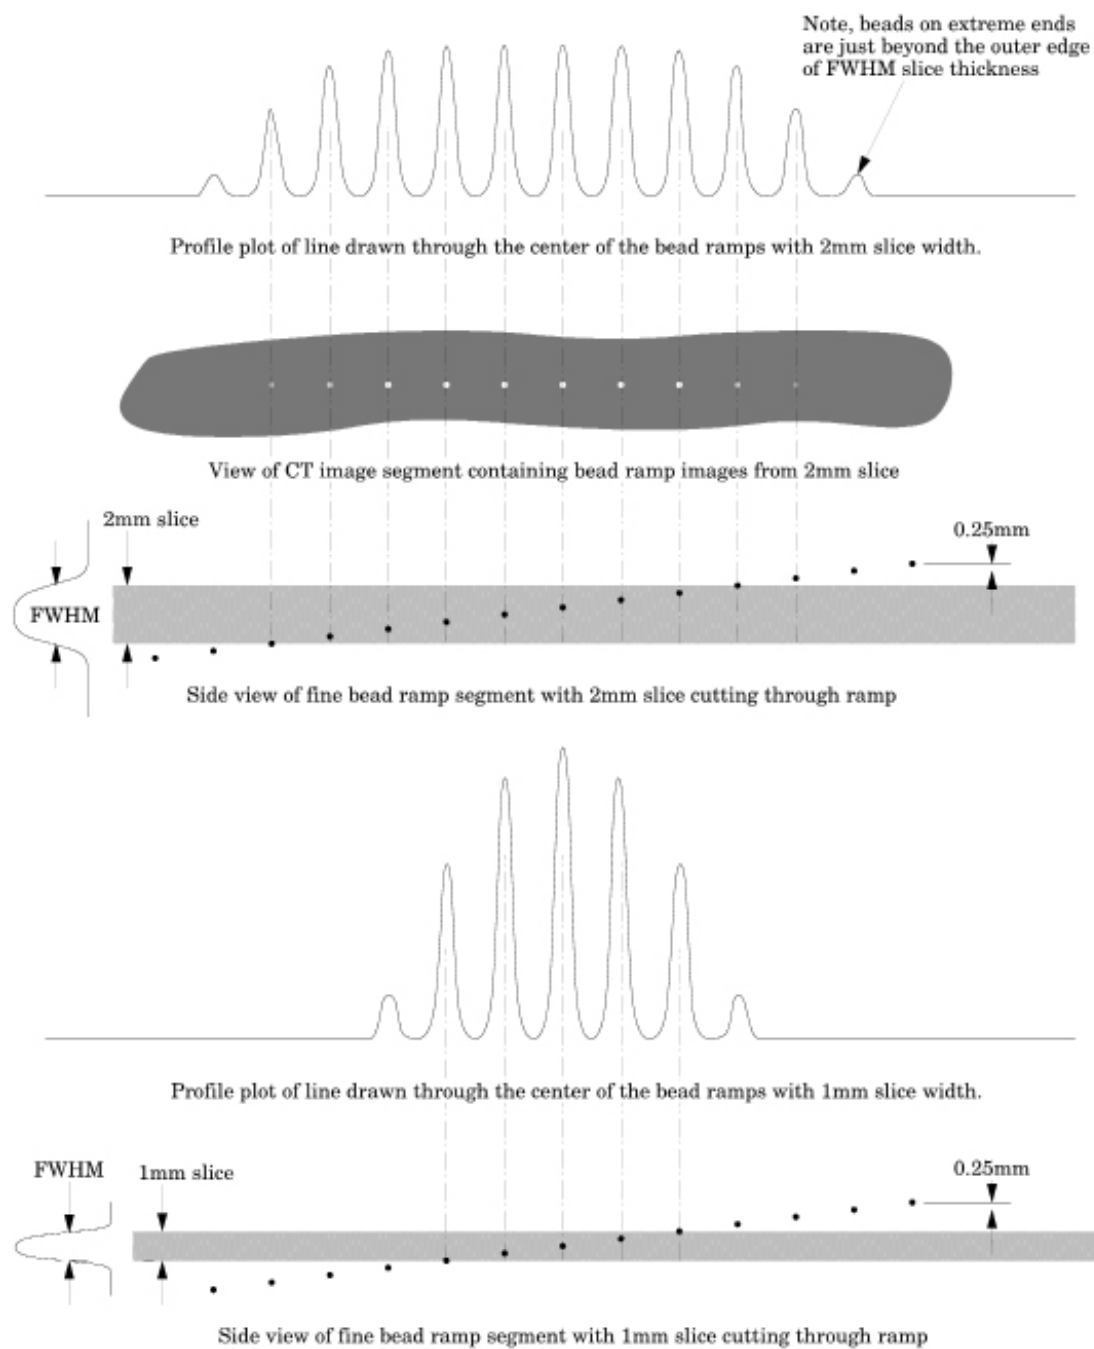 Note, beads on extreme ends
are just beyond the outer edge
of FWHM slice thickness
Profile plot of line drawn through the center of the bead ramps with 2mm slice width.
View of CT image segment containing bead ramp images from 2mm slice
2mm slice
0.25mm
FWHM
Side view of fine bead ramp segment with 2mm slice cutting through ramp
Profile plot of line drawn through the center of the bead ramps with 1mm slice width.
FWHM
1mm slice
0.25mm
Side view of fine bead ramp segment with 1mm slice cutting through ramp